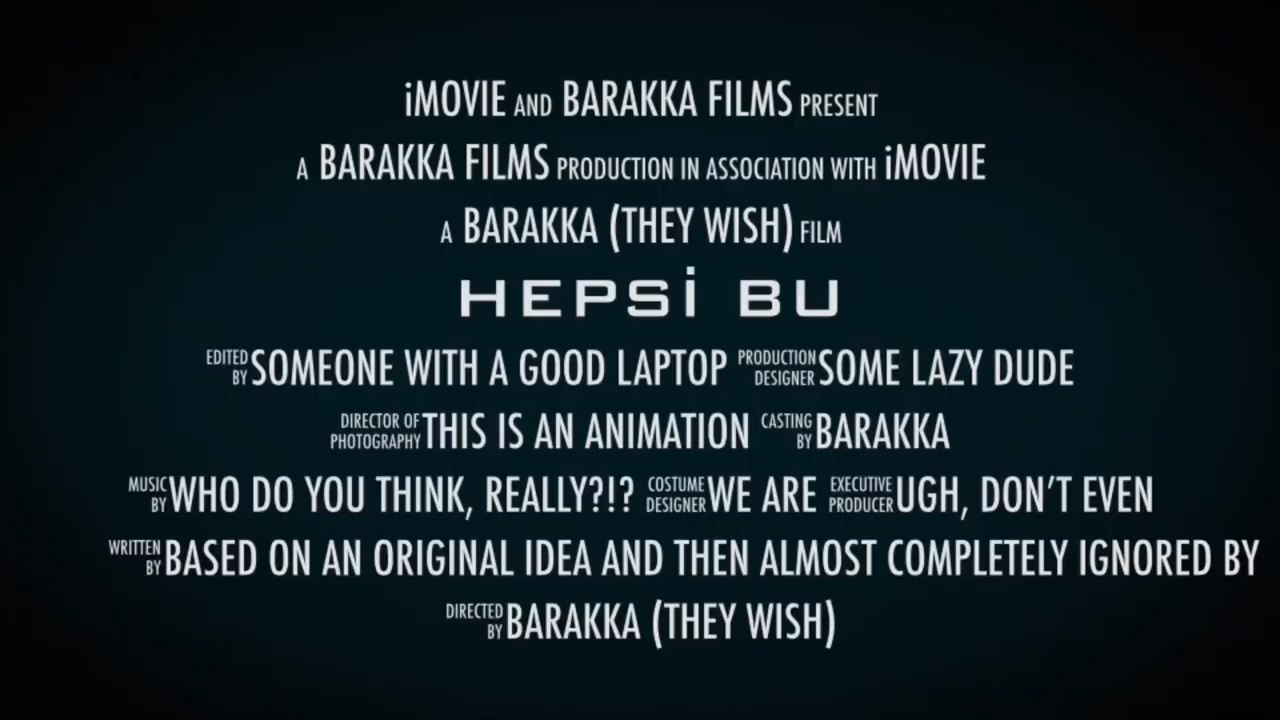 iMOVIE AND BARAKKA FILMS PRESENT
A BARAKKA FILMS PRODUCTION IN ASSOCIATION WITH iMOVIE
A BARAKKA (THEY WISH) FILM
HEPSİ BU
EDITED BY SOMEONE WITH A GOOD LAPTOP PRODUCTION DESIGNER SOME LAZY DUDE
DIRECTOR OF PHOTOGRAPHY THIS IS AN ANIMATION CASTING BY BARAKKA
MUSIC BY WHO DO YOU THINK, REALLY?!? COSTUME DESIGNER WE ARE EXECUTIVE PRODUCER UGH, DON'T EVEN
WRITTEN BY BASED ON AN ORIGINAL IDEA AND THEN ALMOST COMPLETELY IGNORED BY
DIRECTED BY BARAKKA (THEY WISH)